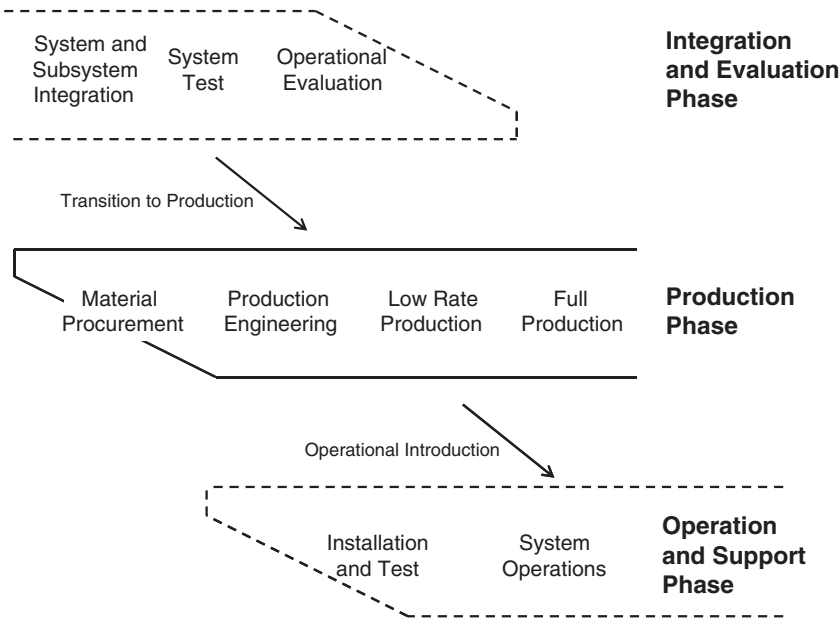 System and
Subsystem
Integration
System
Test
Operational
Evaluation
Integration
and Evaluation
Phase
Transition to Production
Material
Procurement
Production
Engineering
Low Rate
Production
Full
Production
Production
Phase
Operational Introduction
Installation
and Test
System
Operations
Operation
and Support
Phase